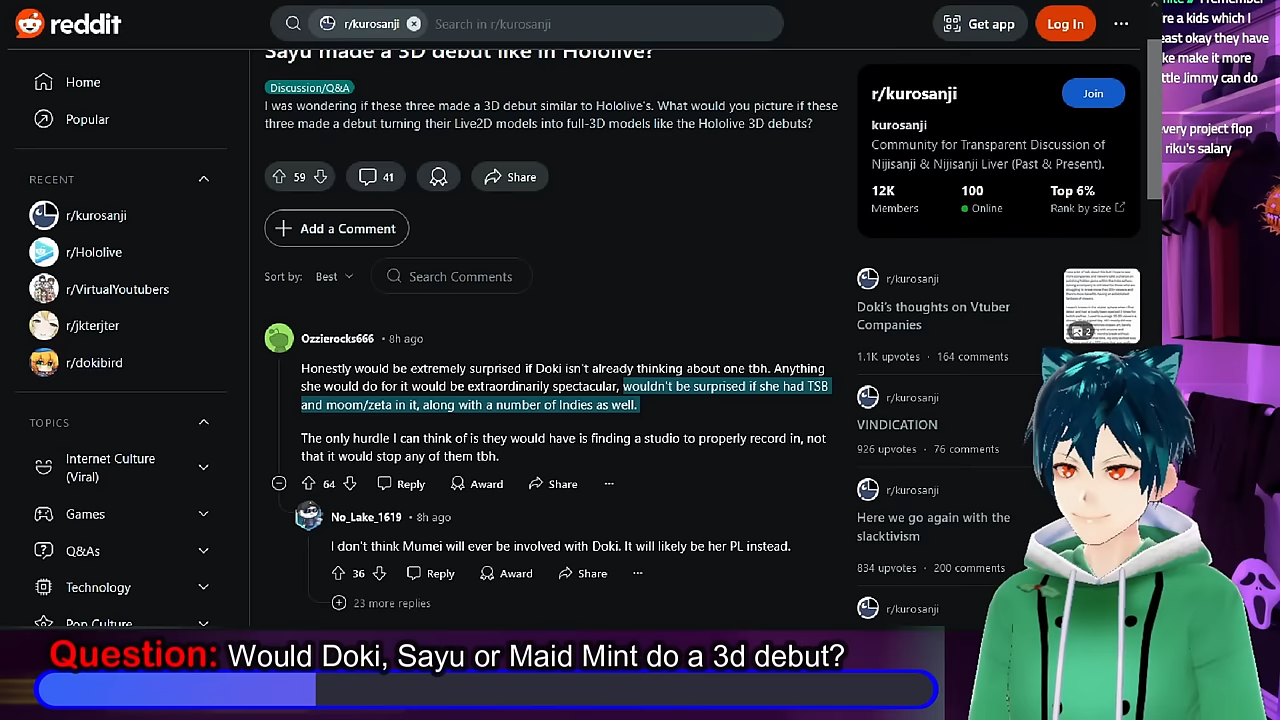 reddit
r/kurosanji
Search in r/kurosanji
Get app
Log In
Home
Popular
RECENT
r/kurosanji
r/Hololive
r/VirtualYoutubers
r/jkterjter
r/dokibird
TOPICS
Internet Culture
(Viral)
Games
Q&As
Technology
Pop Culture
Sayu made a 3D debut like in Hololive?
Discussion/Q&A
I was wondering if the three made a 3D debut similar to Hololive's. What would you picture if these
three made a debut turning their Live2D models into full-3D models like the Hololive 3D debuts?
59
41
Share
Add a Comment
Sort by: Best
Search Comments
Honestly would be extremely surprised if Doki isn't already thinking about one tbh. Anything
she would do for it would be extraordinarily spectacular, wouldn't be surprised if she had TSB
and moom/zeta in it, along with a number of Indies as well.
The only hurdle I can think of is they would have is finding a studio to properly record in, not
that it would stop any of them tbh.
64
Reply
Award
Share
No_Lake_1619 • 8h ago
I don't think Mumei will ever be involved with Doki. It will likely be her PL instead.
36
Reply
Award
Share
23 more replies
r/kurosanji
Join
kurosanji
Community for Transparent Discussion of
Nijisanji & Nijisanji Liver (Past & Present).
12K
100
Top 6%
Members
Online
Rank by size
r/kurosanji
Doki's thoughts on Vtuber
Companies
1.1K upvotes • 164 comments
r/kurosanji
VINDICATION
926 upvotes • 76 comments
r/kurosanji
Here we go again with the
slacktivism
834 upvotes • 200 comments
r/kurosanji
re a kids which I
east okay they have
ke make it more
ttle Jimmy can do
every project flop
riku's salary
Question: Would Doki, Sayu or Maid Mint do a 3d debut?